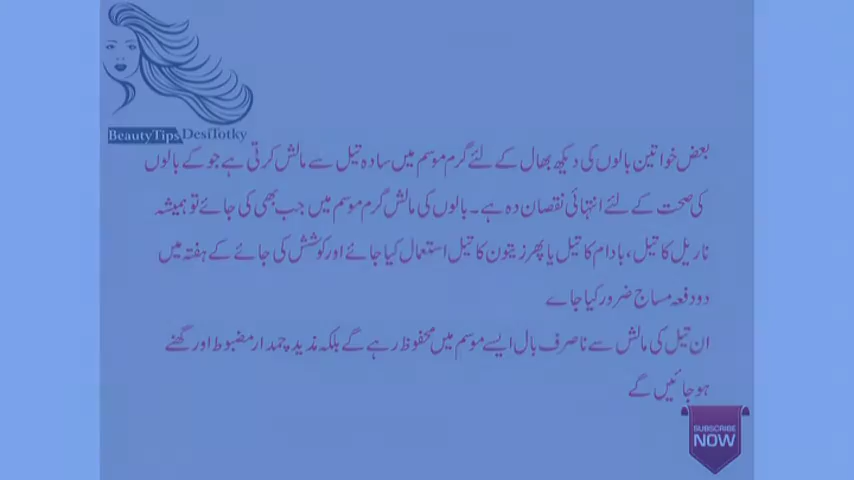 BeautyTips DesiTotky
بعض خواتین بالوں کی دیکھ بھال کے لئے گرم موسم میں سادہ تیل سے مالش کرتی ہے جو کے بالوں
کی صحت کے لئے انتہائی نقصان دہ ہے۔ بالوں کی مالش گرم موسم میں جب بھی کی جائے تو ہمیشہ
ناریل کا تیل، بادام کا تیل یا پھر زیتون کا تیل استعمال کیا جائے اور کوشش کی جائے کے ہفتہ میں
دو دفعہ مساج ضرور کیا جاے
ان تیل کی مالش سے نا صرف بال ایسے موسم میں محفوظ رہے گے بلکہ مذید چمدار مضبوط اور گھنے
ہو جائیں گے
SUBSCRIBE
NOW